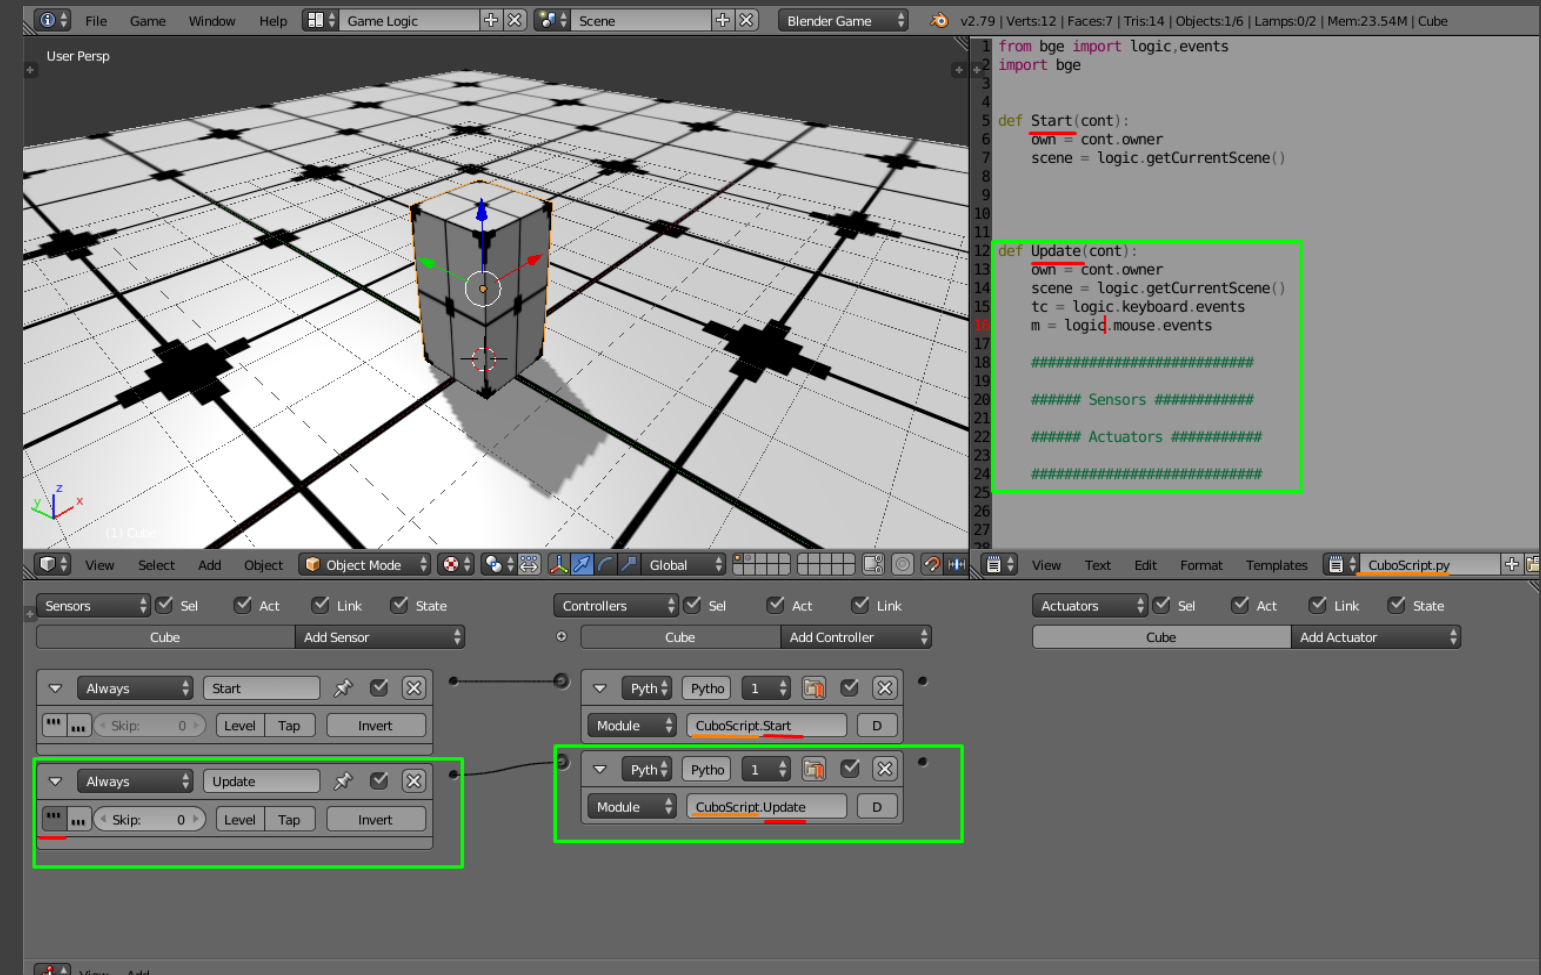 File Game Window Help Game Logic Scene Blender Game v2.79 | Verts:12 | Faces:7 | Tris:14 | Objects:1/6 | Lamps:0/2 | Mem:23.54M | Cube
User Persp
z
y x
(1) Cube
1 from bge import logic,events
2 import bge
3
4
5 def Start(cont):
6 own = cont.owner
7 scene = logic.getCurrentScene()
8
9
10
11
12 def Update(cont):
13 own = cont.owner
14 scene = logic.getCurrentScene()
15 tc = logic.keyboard.events
16 m = logic.mouse.events
17
18 ###########################
19
20 ###### Sensors ############
21
22 ###### Actuators ###########
23
24 ############################
25
26
27
28
View Select Add Object Object Mode Global
View Text Edit Format Templates CuboScript.py
Sensors Sel Act Link State
Cube Add Sensor
Always Start
Skip: 0 Level Tap Invert
Always Update
Skip: 0 Level Tap Invert
Controllers Sel Act Link
Cube Add Controller
Pyth Pytho 1
Module CuboScript.Start D
Pyth Pytho 1
Module CuboScript.Update D
Actuators Sel Act Link State
Cube Add Actuator
View Add